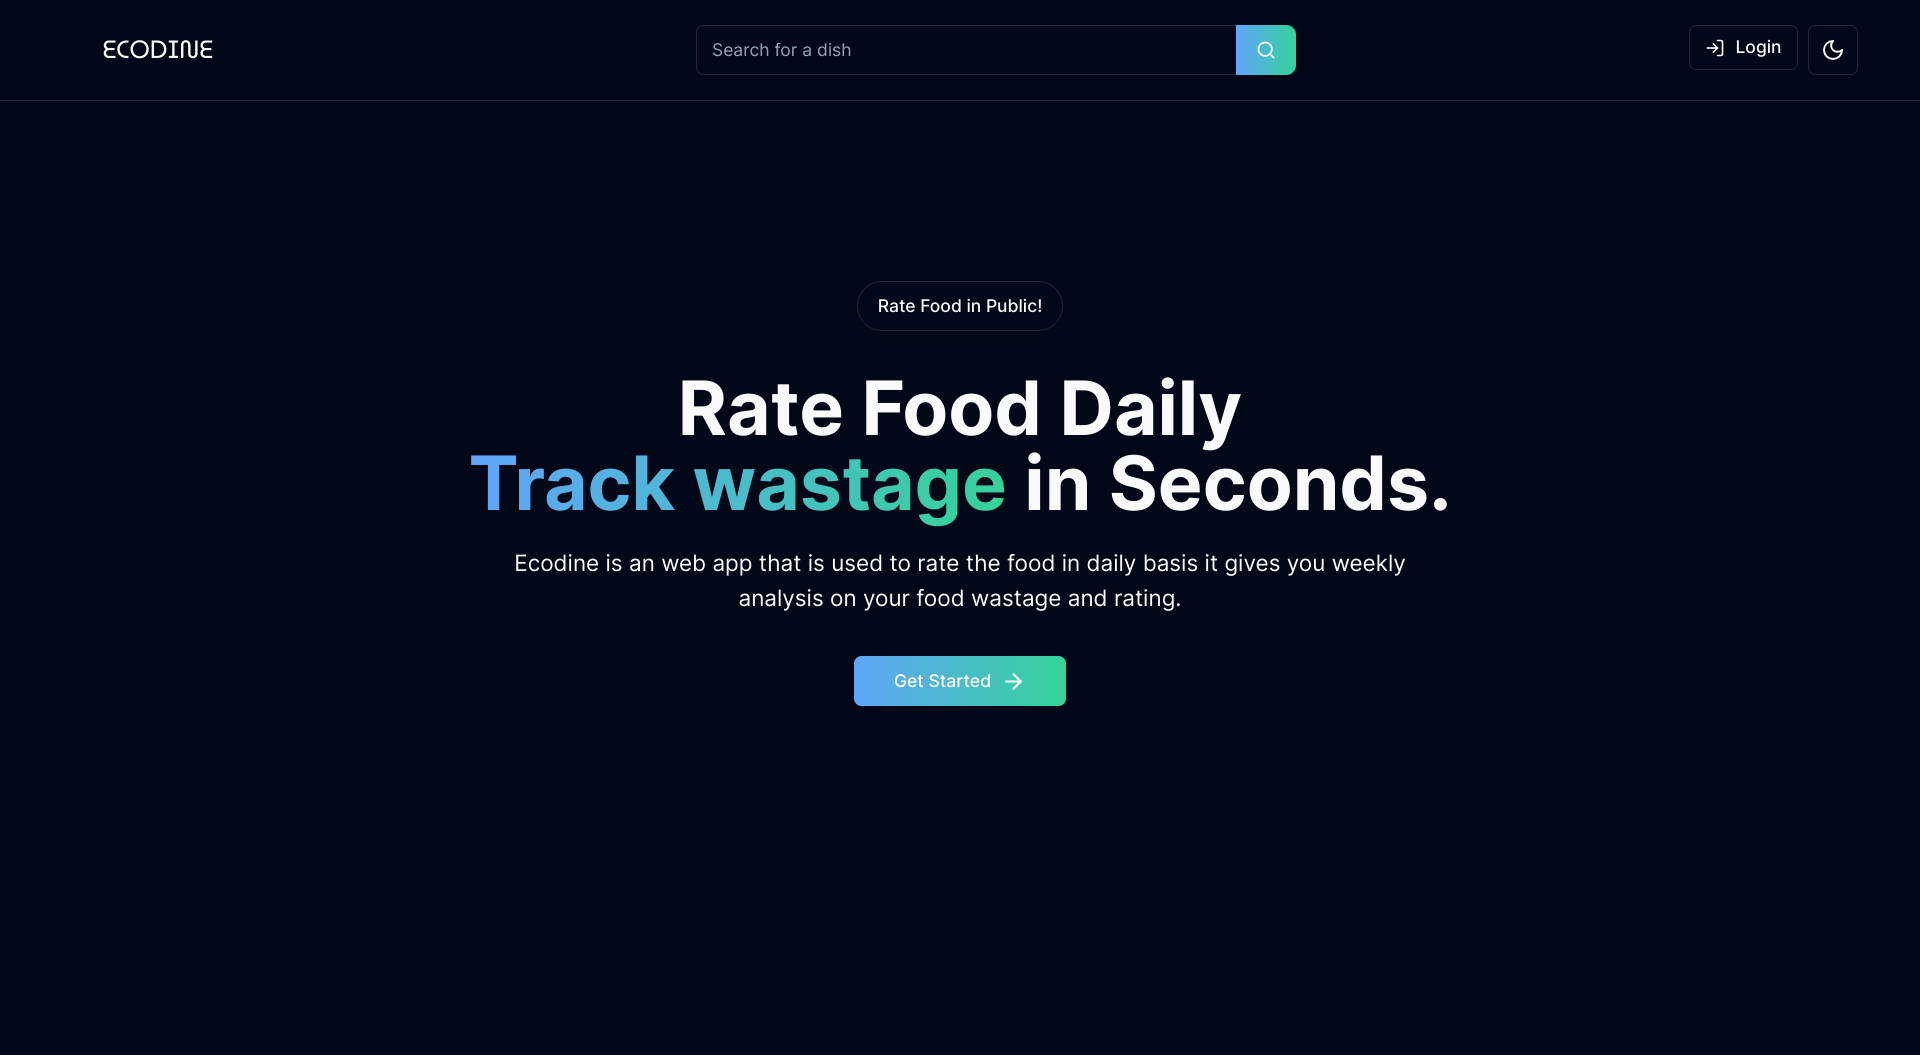 ECODINE
Search for a dish
Login
Rate Food in Public!
Rate Food Daily
Track wastage in Seconds.
Ecodine is an web app that is used to rate the food in daily basis it gives you weekly
analysis on your food wastage and rating.
Get Started